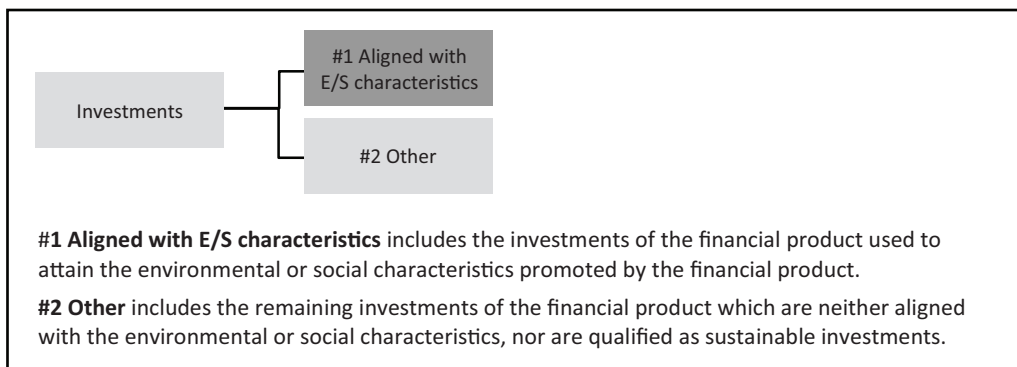 #1 Aligned with
E/S characteristics
Investments
#2 Other
#1 Aligned with E/S characteristics includes the investments of the financial product used to
attain the environmental or social characteristics promoted by the financial product.
#2 Other includes the remaining investments of the financial product which are neither aligned
with the environmental or social characteristics, nor are qualified as sustainable investments.